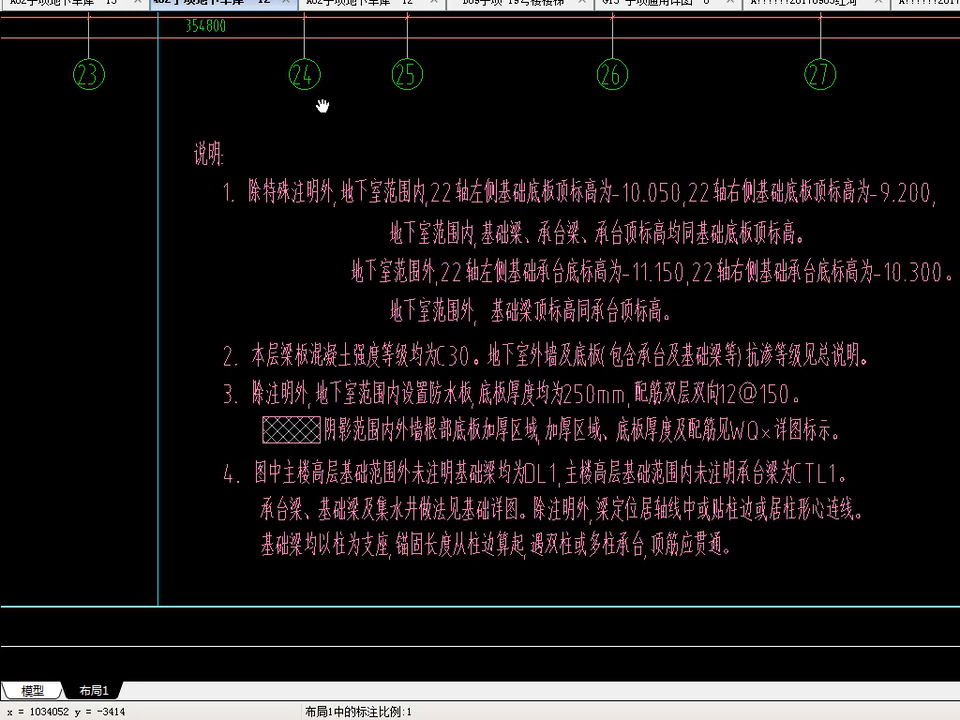 354800
23 24 25 26 27
说明:
1. 除特殊注明外,地下室范围内,22轴左侧基础底板顶标高为-10.050,22轴右侧基础底板顶标高为-9.200,
地下室范围内,基础梁、承台梁、承台顶标高均同基础底板顶标高。
地下室范围外,22轴左侧基础承台底标高为-11.150,22轴右侧基础承台底标高为-10.300。
地下室范围外, 基础梁顶标高同承台顶标高。
2. 本层梁板混凝土强度等级均为C30。地下室外墙及底板(包含承台及基础梁等)抗渗等级见总说明。
3. 除注明外,地下室范围内设置防水板,底板厚度均为250mm,配筋双层双向12@150。
阴影范围内外墙根部底板加厚区域,加厚区域、底板厚度及配筋见WQx详图标示。
4. 图中主楼高层基础范围外未注明基础梁均为DL1,主楼高层基础范围内未注明承台梁为CTL1。
承台梁、基础梁及集水井做法见基础详图。除注明外,梁定位居轴线中或贴柱边或居柱形心连线。
基础梁均以柱为支座,锚固长度从柱边算起,遇双柱或多柱承台,顶筋应贯通。
模型 布局1
x = 1034052 y = -3414 布局1中的标注比例:1